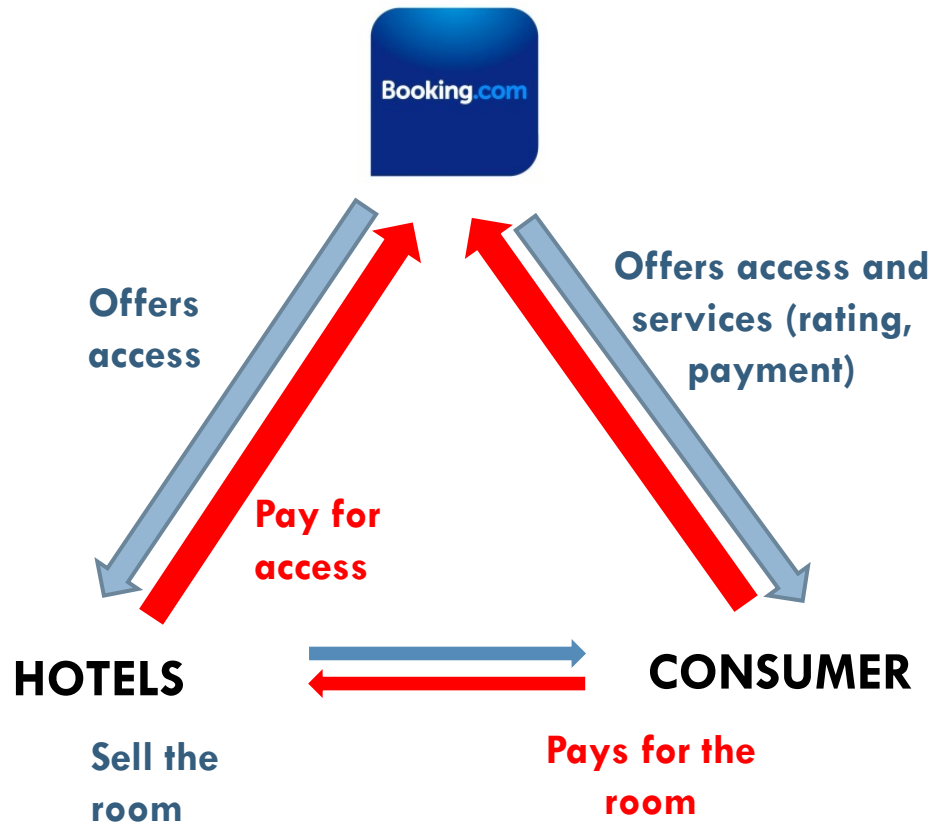 Booking.com
Offers
access
Offers access and
services (rating,
payment)
Pay for
access
HOTELS
CONSUMER
Sell the
room
Pays for the
room